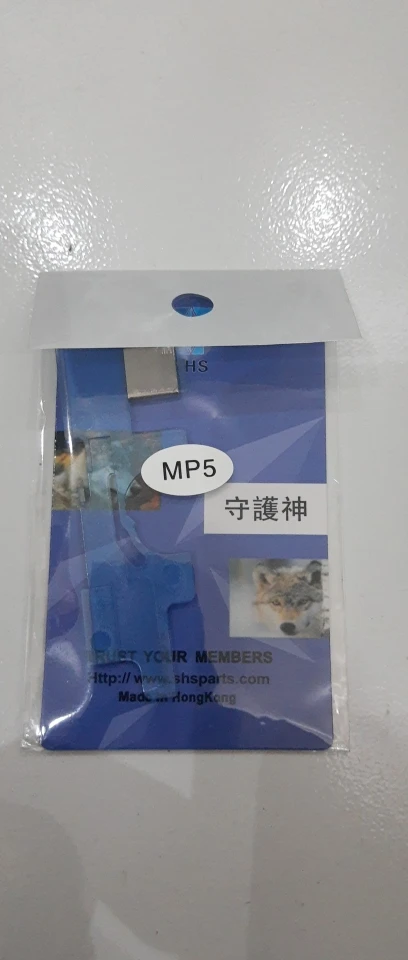 HS
MP5
守護神
TRUST YOUR MEMBERS
Http:// www.shsparts.com
Made in HongKong